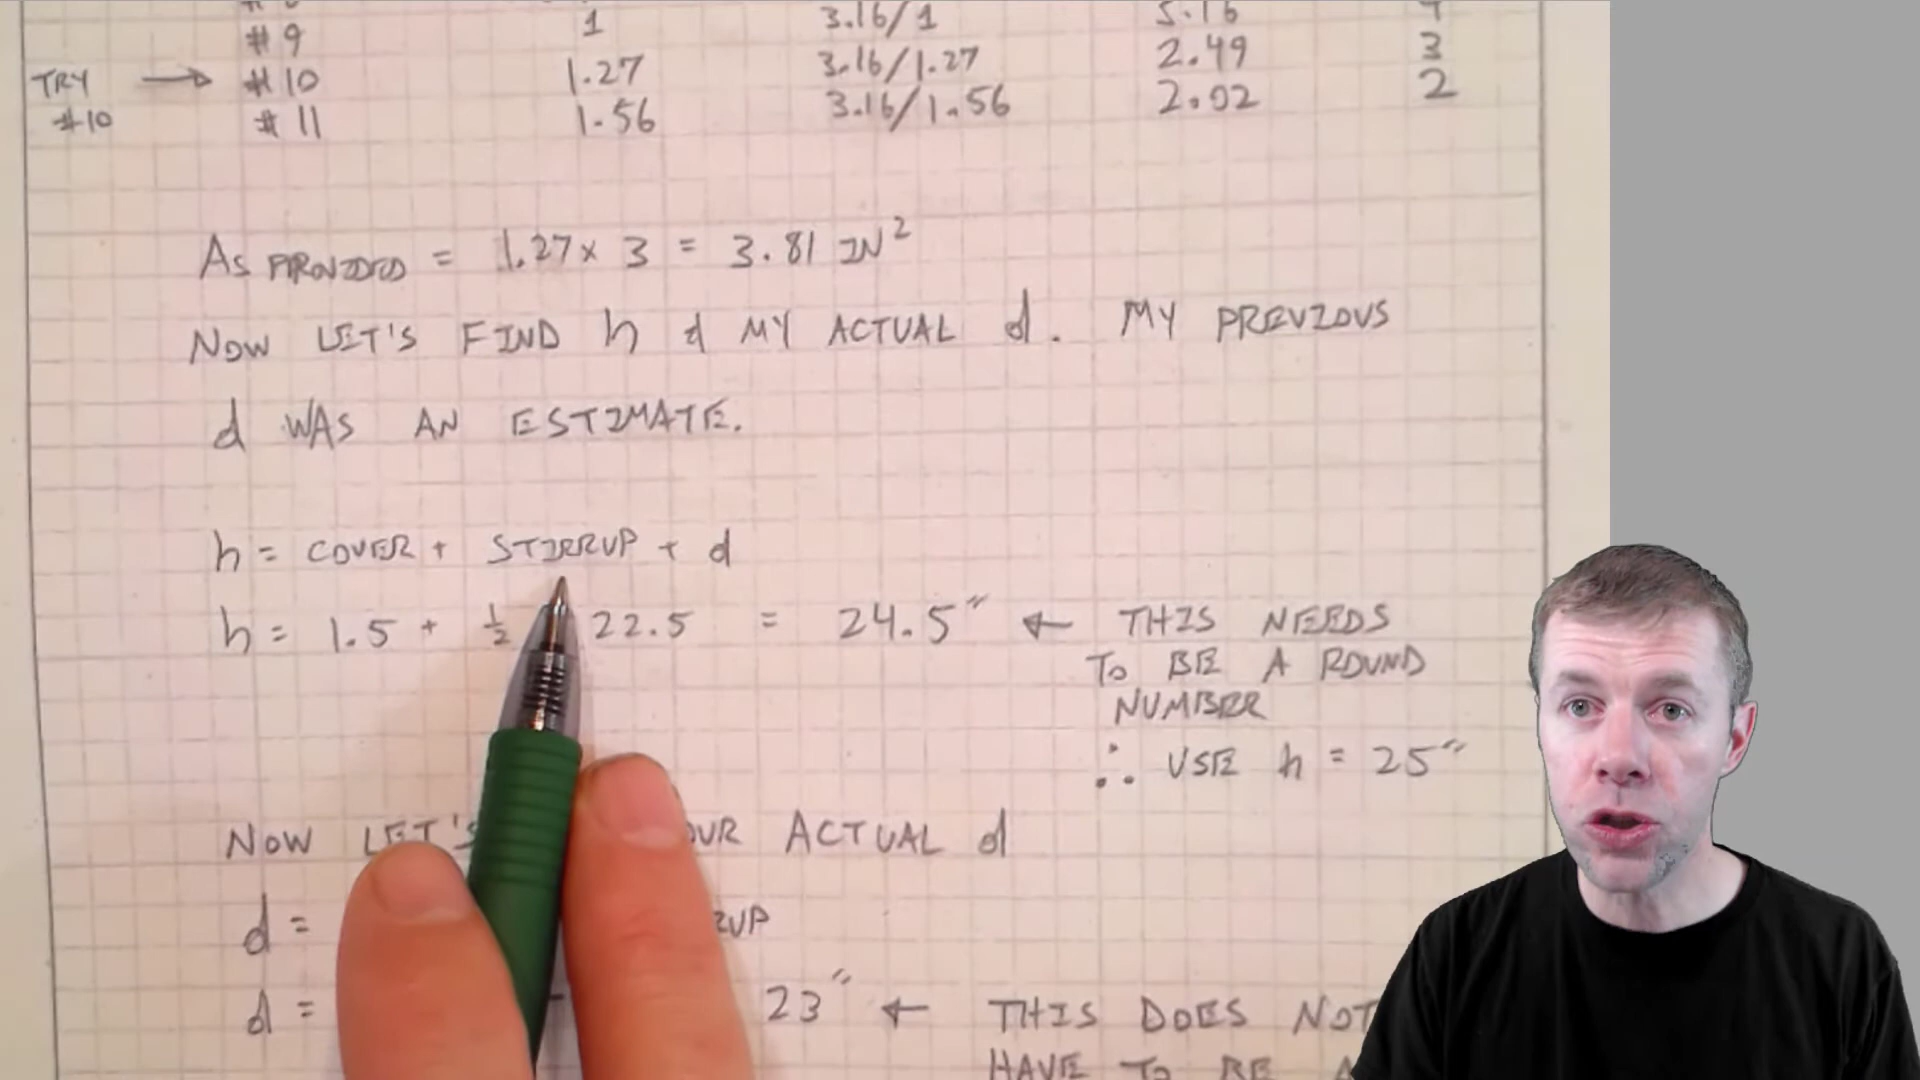 #9 1 3.16/1 3.16 4
TRY → #10 1.27 3.16/1.27 2.49 3
#10 #11 1.56 3.16/1.56 2.02 2
As PROVIDED = 1.27 x 3 = 3.81 IN²
NOW LET'S FIND h & MY ACTUAL d. MY PREVIOUS
d WAS AN ESTIMATE.
h = COVER + STIRRUP + d
h = 1.5 + ½ 22.5 = 24.5" ← THIS NEEDS
TO BE A ROUND
NUMBER
∴ USE h = 25"
NOW LET'S OUR ACTUAL d
d =
d = 23" ← THIS DOES NOT
HAVE TO BE A